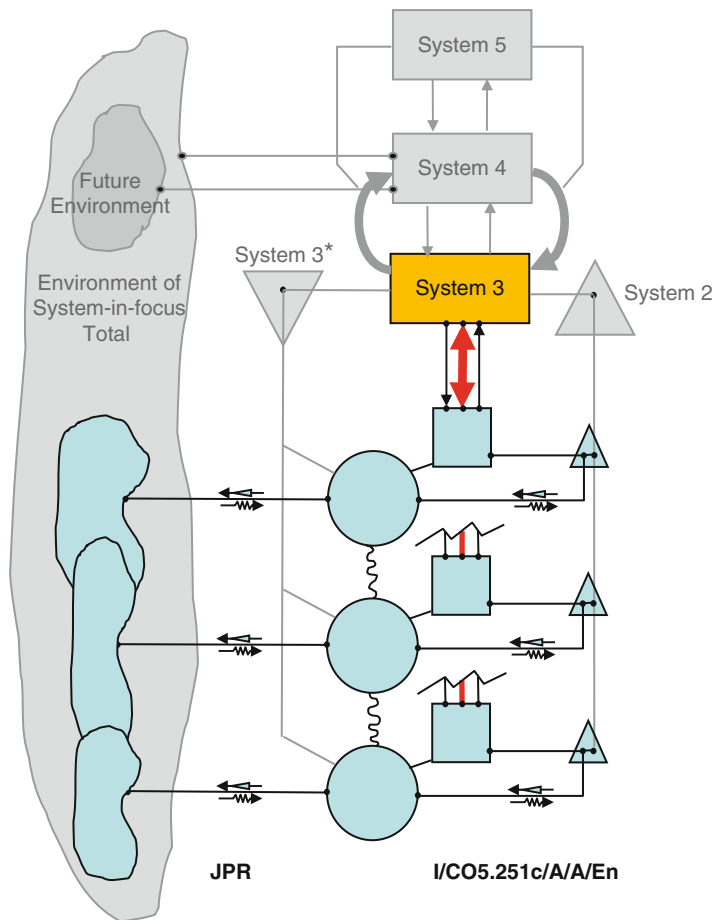 System 5
System 4
Future
Environment
System 3*
System 3
System 2
Environment of
System-in-focus
Total
JPR
I/CO5.251c/A/A/En